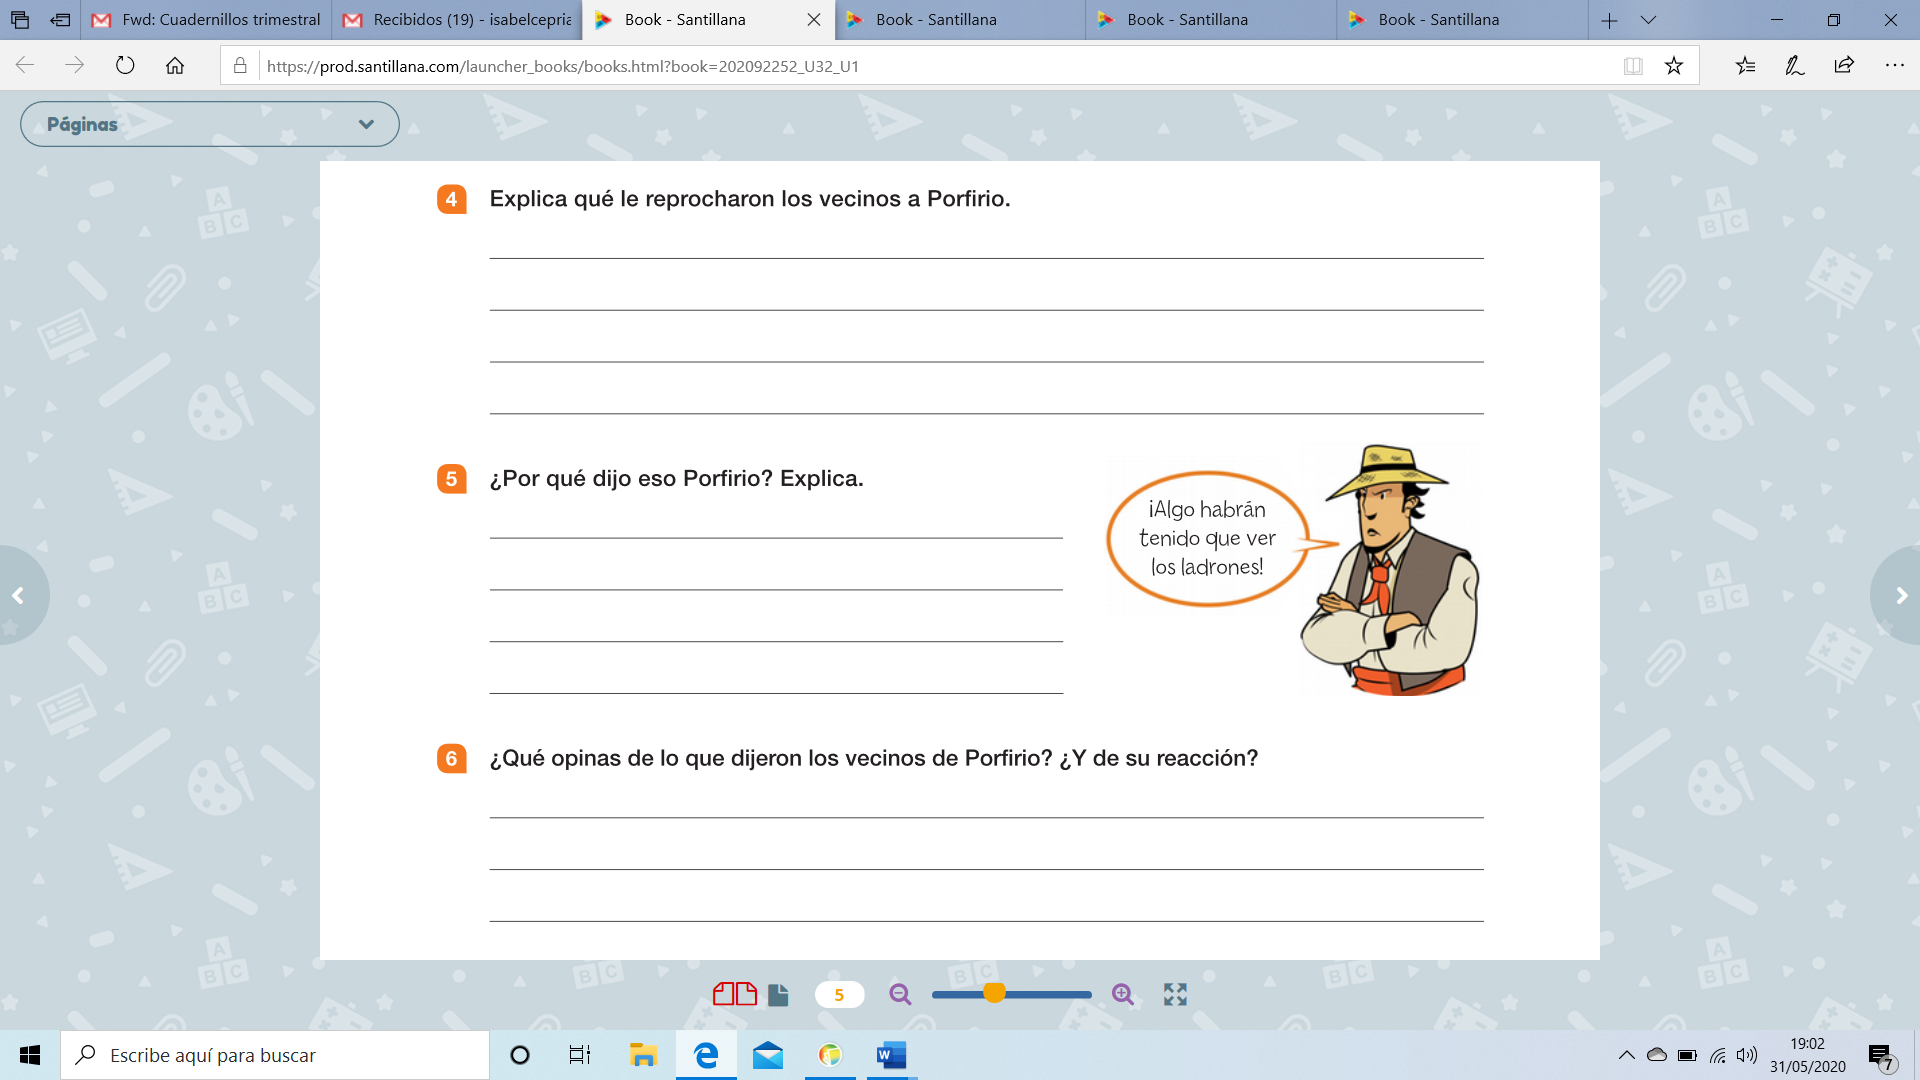 Fwd: Cuadernillos trimestral
Recibidos (19) - isabelcepria
Book - Santillana
Book - Santillana
Book - Santillana
Book - Santillana
https://prod.santillana.com/launcher_books/books.html?book=202092252_U32_U1
Páginas
4 Explica qué le reprocharon los vecinos a Porfirio.
5 ¿Por qué dijo eso Porfirio? Explica.
¡Algo habrán
tenido que ver
los ladrones!
6 ¿Qué opinas de lo que dijeron los vecinos de Porfirio? ¿Y de su reacción?
5
Escribe aquí para buscar
19:02
31/05/2020
7